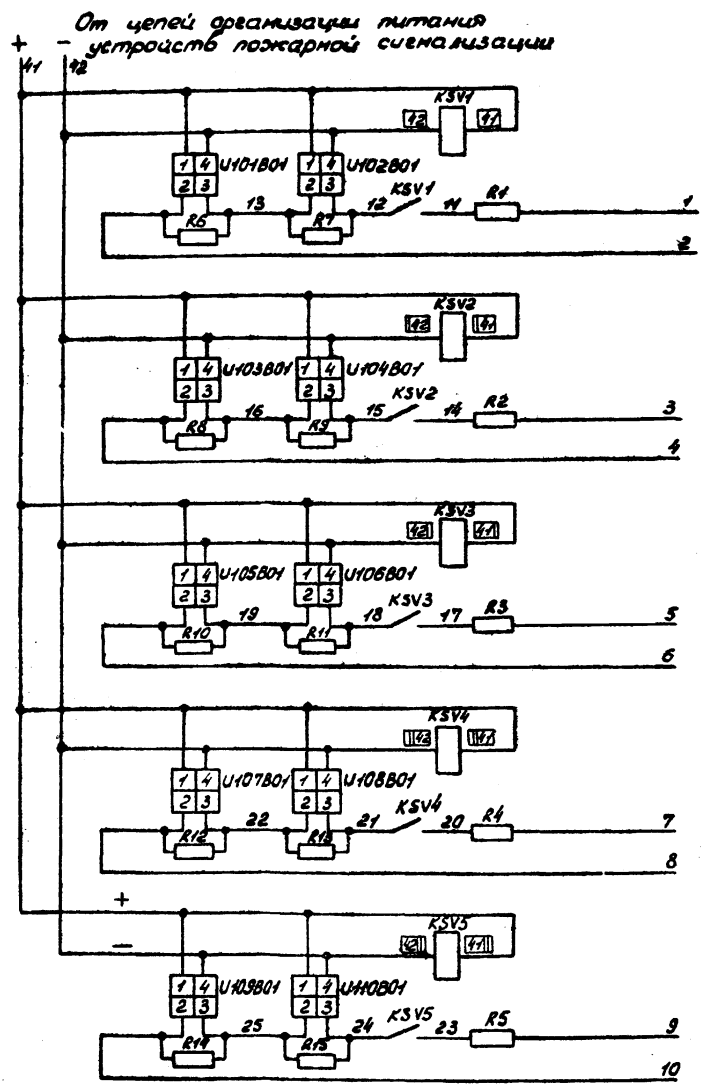 От цепей организации питания
устройств пожарной сигнализации
+ −
41 42
KSV1
42 41
1 4 U101B01 1 4 U102B01
2 3 2 3
KSV1
13 12 11 R1 1
R6 R7
2
KSV2
42 41
1 4 U103B01 1 4 U104B01
2 3 2 3
KSV2
16 15 14 R2 3
R8 R9
4
KSV3
42 41
1 4 U105B01 1 4 U106B01
2 3 2 3
KSV3
19 18 17 R3 5
R10 R11
6
KSV4
42 41
1 4 U107B01 1 4 U108B01
2 3 2 3
KSV4
22 21 20 R4 7
R12 R13
8
+
KSV5
−
42 41
1 4 U109B01 1 4 U110B01
2 3 2 3
KSV5
25 24 23 R5 9
R14 R15
10